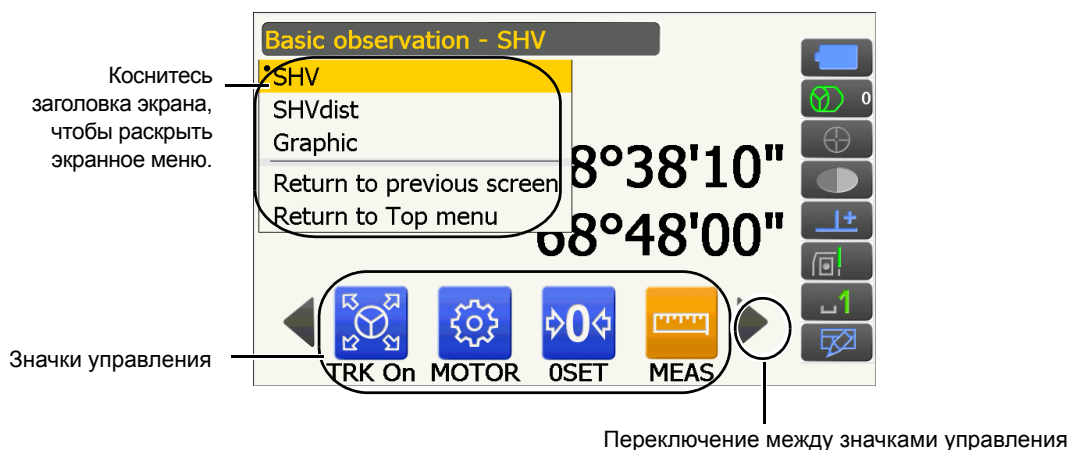 Basic observation - SHV
Коснитесь
заголовка экрана,
чтобы раскрыть
экранное меню.
SHV
SHVdist
Graphic
Return to previous screen
Return to Top menu
8°38'10"
68°48'00"
0
1
Значки управления
0
TRK On MOTOR 0SET MEAS
Переключение между значками управления